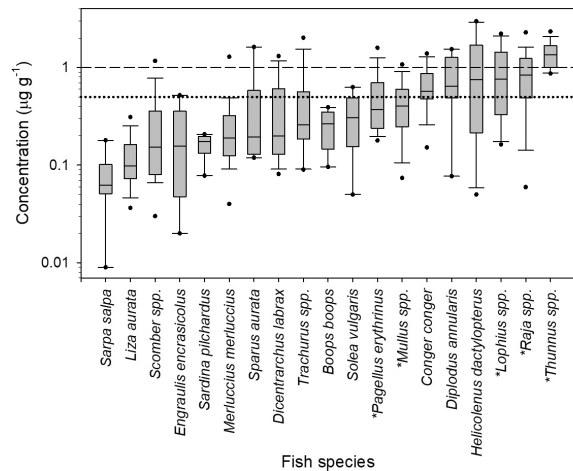 Concentration (µg g⁻¹)
1
0.1
0.01
Sarpa salpa
Liza aurata
Scomber spp.
Engraulis encrasicolus
Sardina pilchardus
Merluccius merluccius
Sparus aurata
Dicentrarchus labrax
Trachurus spp.
Boops boops
Solea vulgaris
*Pagellus erythrinus
*Mullus spp.
Conger conger
Diplodus annularis
Helicolenus dactylopterus
*Lophius spp.
*Raja spp.
*Thunnus spp.
Fish species